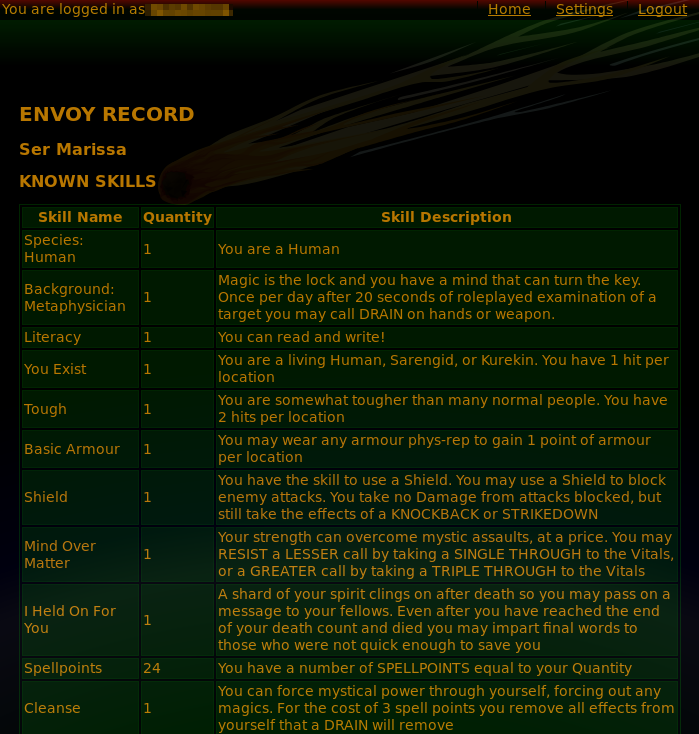 You are logged in as
Home Settings Logout
ENVOY RECORD
Ser Marissa
KNOWN SKILLS
Skill Name Quantity Skill Description
Species:
Human
1
You are a Human
Background:
Metaphysician
1
Magic is the lock and you have a mind that can turn the key.
Once per day after 20 seconds of roleplayed examination of a
target you may call DRAIN on hands or weapon.
Literacy 1 You can read and write!
You Exist
1
You are a living Human, Sarengid, or Kurekin. You have 1 hit per
location
Tough
1
You are somewhat tougher than many normal people. You have
2 hits per location
Basic Armour
1
You may wear any armour phys-rep to gain 1 point of armour
per location
Shield
1
You have the skill to use a Shield. You may use a Shield to block
enemy attacks. You take no Damage from attacks blocked, but
still take the effects of a KNOCKBACK or STRIKEDOWN
Mind Over
Matter
1
Your strength can overcome mystic assaults, at a price. You may
RESIST a LESSER call by taking a SINGLE THROUGH to the Vitals,
or a GREATER call by taking a TRIPLE THROUGH to the Vitals
I Held On For
You
1
A shard of your spirit clings on after death so you may pass on a
message to your fellows. Even after you have reached the end
of your death count and died you may impart final words to
those who were not quick enough to save you
Spellpoints 24 You have a number of SPELLPOINTS equal to your Quantity
Cleanse
1
You can force mystical power through yourself, forcing out any
magics. For the cost of 3 spell points you remove all effects from
yourself that a DRAIN will remove